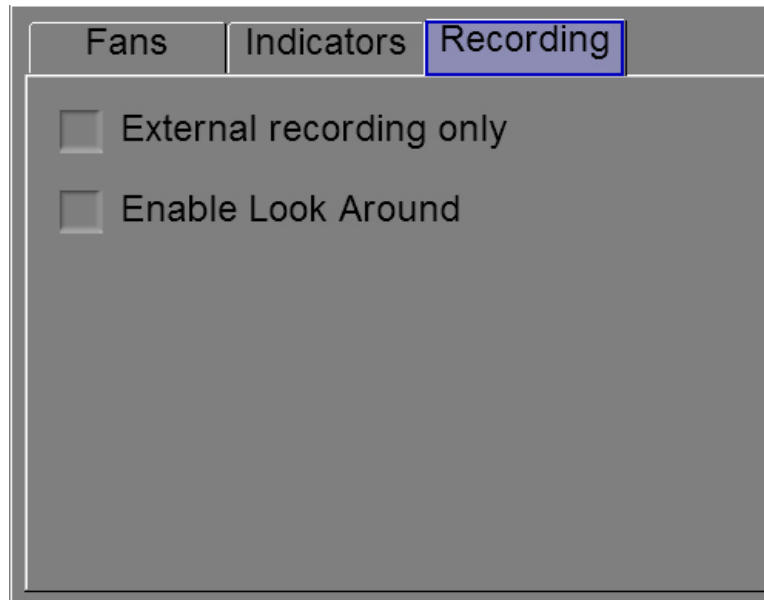 Fans Indicators Recording
External recording only
Enable Look Around